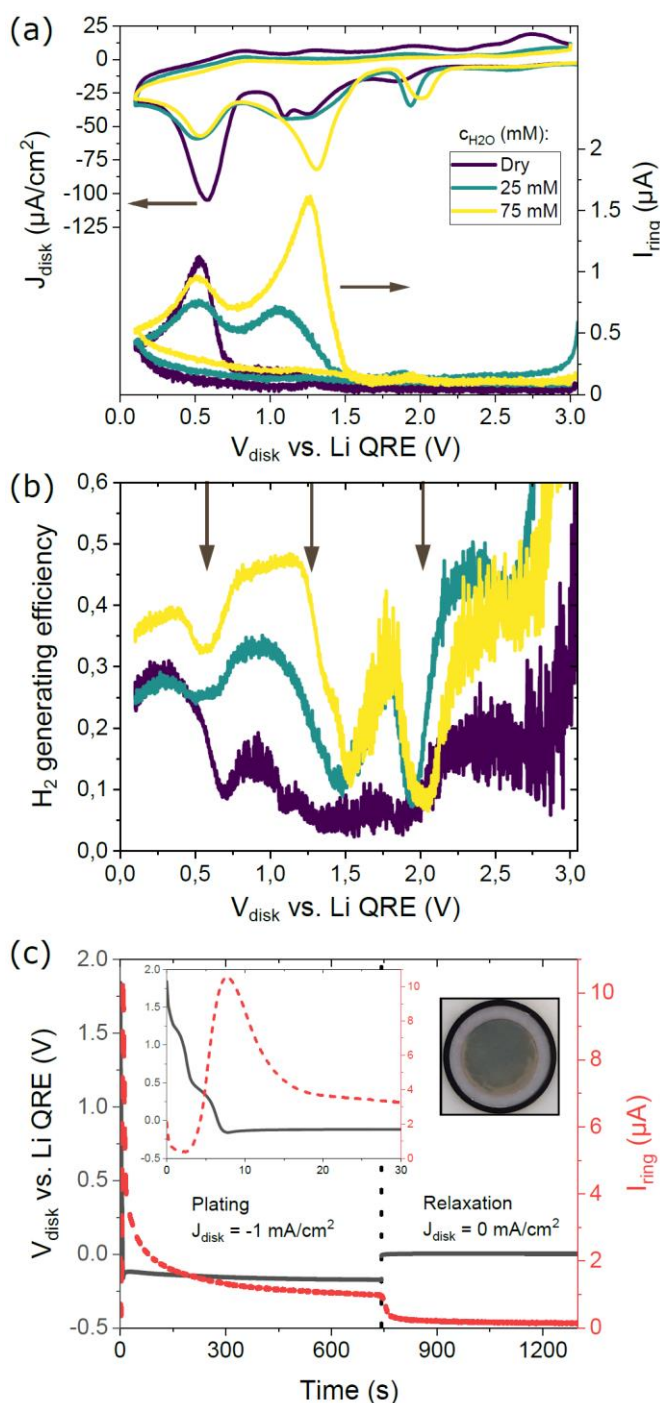 (a)
25
0
-25
-50
-75
-100
-125
J_disk (µA/cm²)
c_H2O (mM):
Dry
25 mM
75 mM
2
1
1
0
0
I_ring (µA)
0.0 0.5 1.0 1.5 2.0 2.5 3.0
V_disk vs. Li QRE (V)
(b)
0,6
0,5
0,4
0,3
0,2
0,1
0,0
H₂ generating efficiency
0,0 0,5 1,0 1,5 2,0 2,5 3,0
V_disk vs. Li QRE (V)
(c)
2.0
1.5
1.0
0.5
0.0
-0.5
V_disk vs. Li QRE (V)
2.0
1.5
1.0
0.5
0.0
-0.5
10
8
6
4
2
0
0 10 20 30
Plating
J_disk = -1 mA/cm²
Relaxation
J_disk = 0 mA/cm²
10
8
6
4
2
0
I_ring (µA)
0 300 600 900 1200
Time (s)